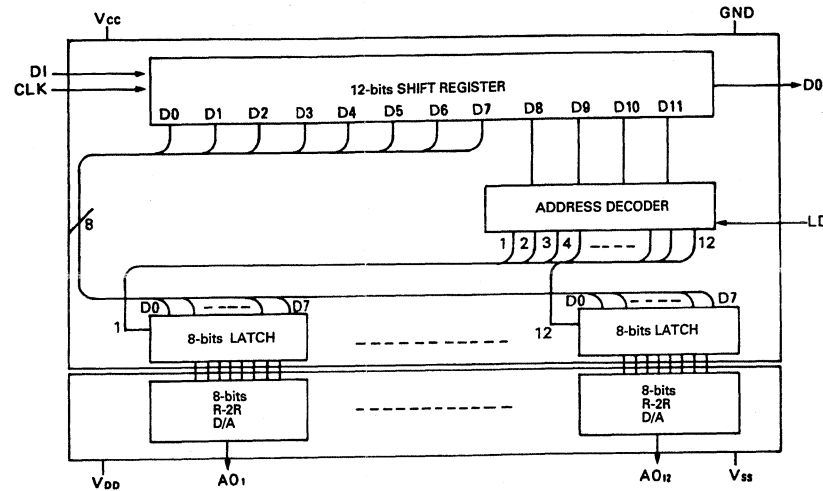 Vcc GND
DI
CLK
12-bits SHIFT REGISTER
DO
D0 D1 D2 D3 D4 D5 D6 D7 D8 D9 D10 D11
8
ADDRESS DECODER
LD
1 2 3 4 12
D0 D7 D0 D7
1 8-bits LATCH 12 8-bits LATCH
8-bits
R-2R
D/A
8-bits
R-2R
D/A
VDD AO1 AO12 Vss